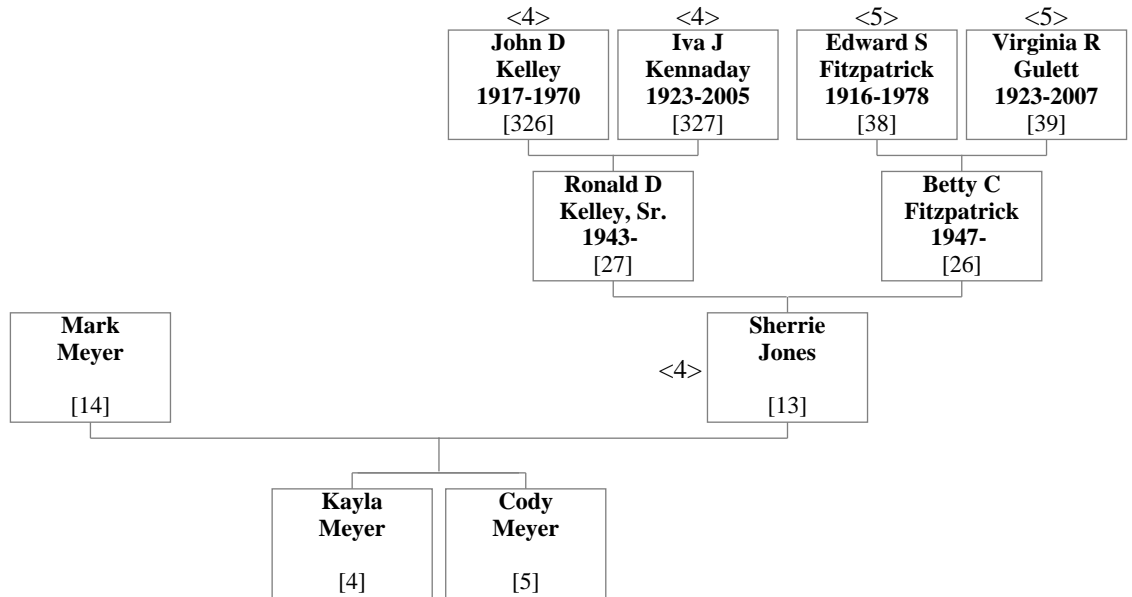 <4>
<4>
<5>
<5>
John D
Kelley
1917-1970
[326]
Iva J
Kennaday
1923-2005
[327]
Edward S
Fitzpatrick
1916-1978
[38]
Virginia R
Gulett
1923-2007
[39]
Ronald D
Kelley, Sr.
1943-
[27]
Betty C
Fitzpatrick
1947-
[26]
Mark
Meyer
[14]
<4>
Sherrie
Jones
[13]
Kayla
Meyer
[4]
Cody
Meyer
[5]